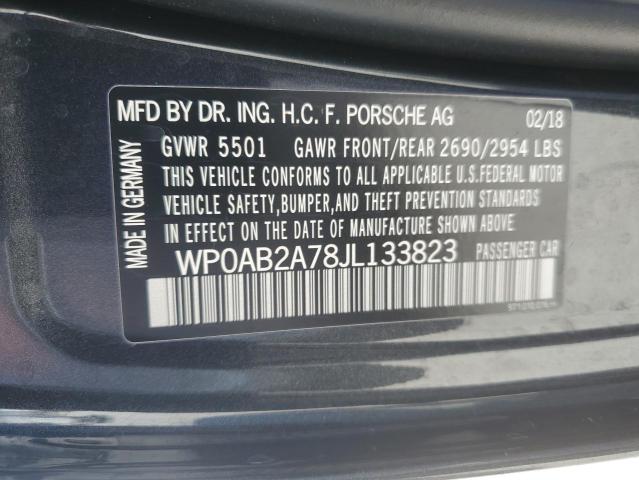 MADE IN GERMANY
MFD BY DR. ING. H.C. F. PORSCHE AG 02/18
GVWR 5501 GAWR FRONT/REAR 2690/2954 LBS
THIS VEHICLE CONFORMS TO ALL APPLICABLE U.S.FEDERAL MOTOR
VEHICLE SAFETY,BUMPER,AND THEFT PREVENTION STANDARDS
IN EFFECT ON THE DATE OF MANUFACTURE SHOWN ABOVE.
WP0AB2A78JL133823 PASSENGER CAR